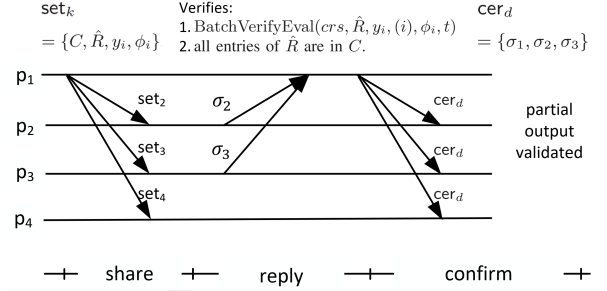 set_k
= {C, R̂, y_i, ϕ_i}
Verifies:
1. BatchVerifyEval(crs, R̂, y_i, (i), ϕ_i, t)
2. all entries of R̂ are in C.
cer_d
= {σ_1, σ_2, σ_3}
p_1
set_2
σ_2
cer_d
p_2
set_3
σ_3
cer_d
p_3
set_4
cer_d
p_4
partial
output
validated
share
reply
confirm